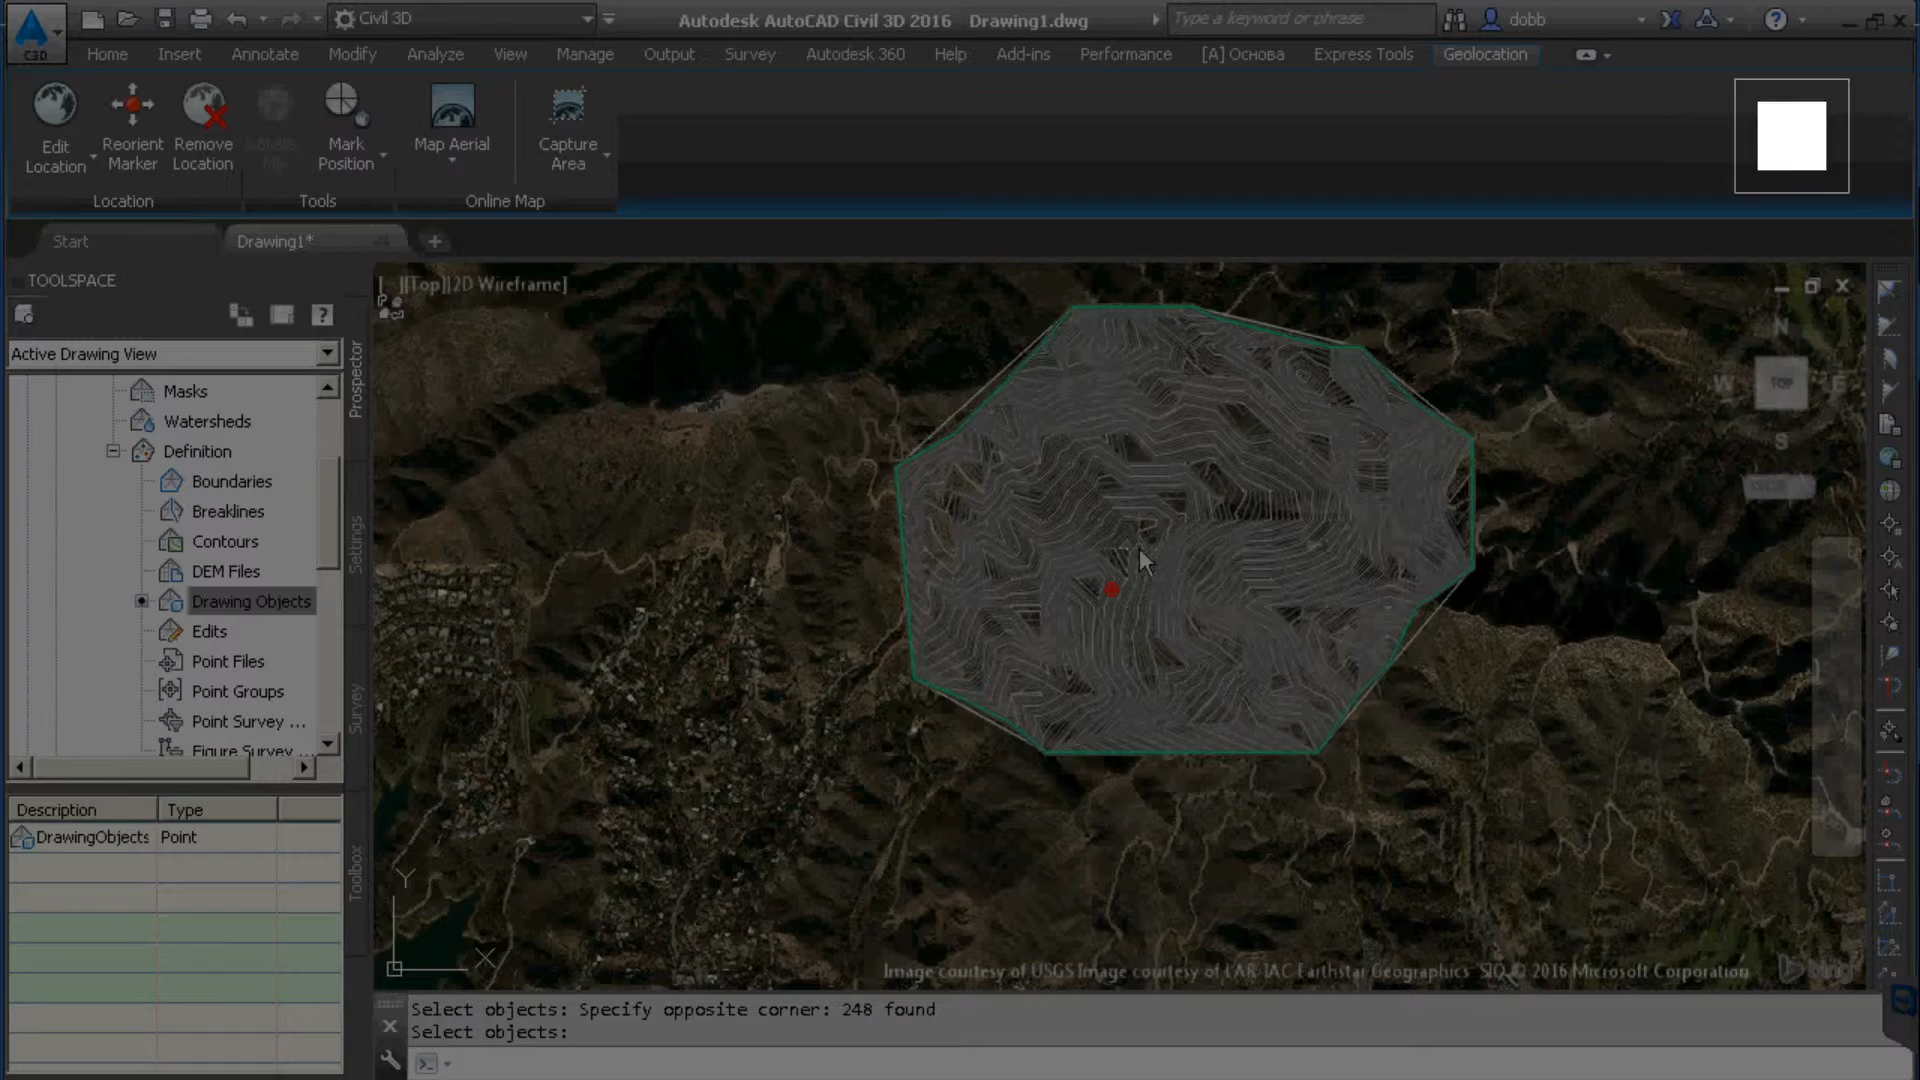 Civil 3D
Autodesk AutoCAD Civil 3D 2016 Drawing1.dwg
Type a keyword or phrase
dobb
C3D
Home Insert Annotate Modify Analyze View Manage Output Survey Autodesk 360 Help Add-ins Performance [A] Основа Express Tools Geolocation
Edit Location
Reorient Marker
Remove Location
Mark Position
Map Aerial
Capture Area
Location
Tools
Online Map
Start
Drawing1*
TOOLSPACE
Active Drawing View
Masks
Watersheds
Definition
Boundaries
Breaklines
Contours
DEM Files
Drawing Objects
Edits
Point Files
Point Groups
Point Survey ...
Figure Survey ...
Prospector
Settings
Survey
Toolbox
Description Type
DrawingObjects Point
[–][Top][2D Wireframe]
N
W TOP E
S
Y
X
Image courtesy of USGS Image courtesy of LAR-IAC Earthstar Geographics SIO © 2016 Microsoft Corporation
bing
Select objects: Specify opposite corner: 248 found
Select objects: